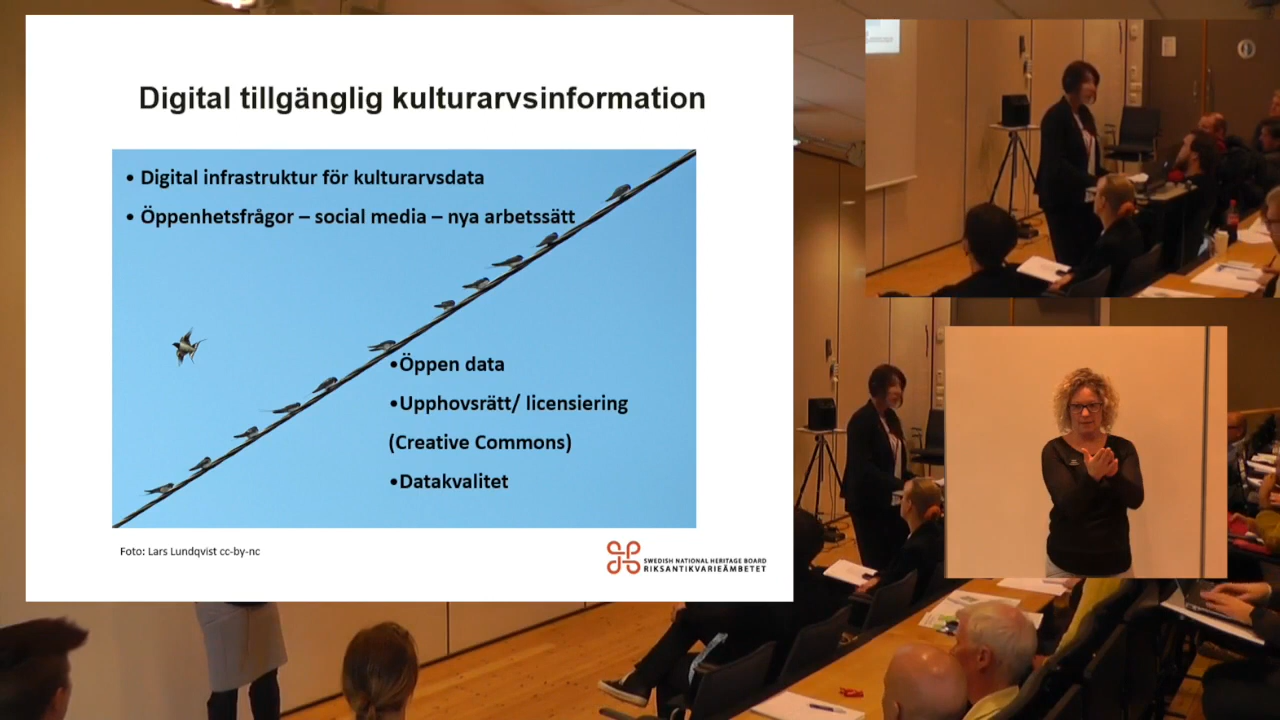 Digital tillgänglig kulturarvsinformation
• Digital infrastruktur för kulturarvsdata
• Öppenhetsfrågor – social media – nya arbetssätt
•Öppen data
•Upphovsrätt/ licensiering
(Creative Commons)
•Datakvalitet
Foto: Lars Lundqvist cc-by-nc
SWEDISH NATIONAL HERITAGE BOARD
RIKSANTIKVARIEÄMBETET